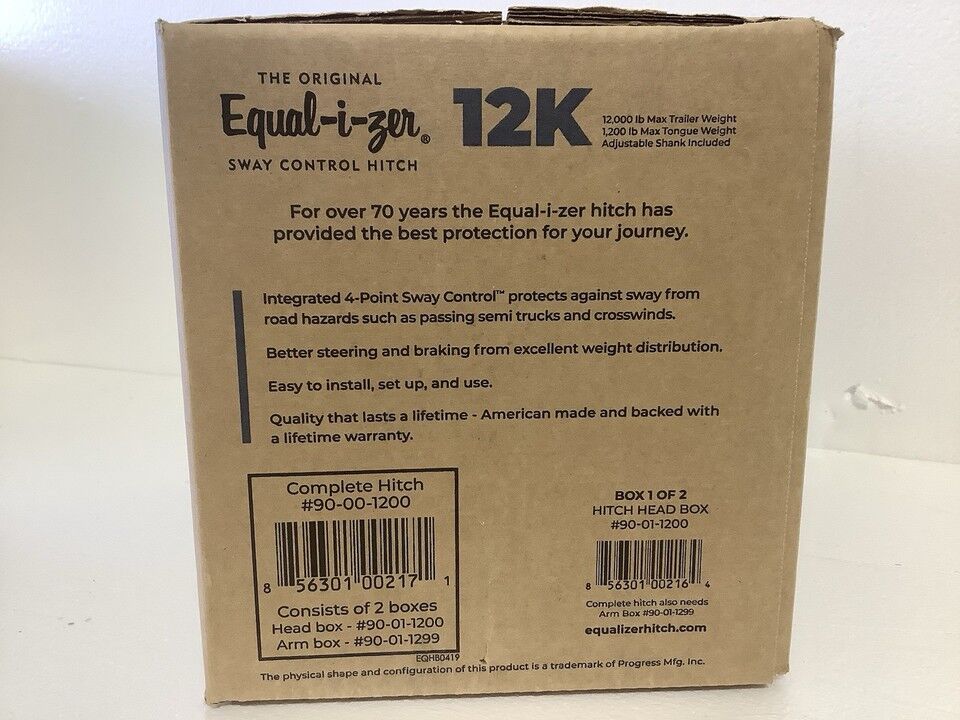 THE ORIGINAL
Equal-i-zer®
SWAY CONTROL HITCH
12K
12,000 lb Max Trailer Weight
1,200 lb Max Tongue Weight
Adjustable Shank Included
For over 70 years the Equal-i-zer hitch has
provided the best protection for your journey.
Integrated 4-Point Sway Control™ protects against sway from
road hazards such as passing semi trucks and crosswinds.
Better steering and braking from excellent weight distribution.
Easy to install, set up, and use.
Quality that lasts a lifetime - American made and backed with
a lifetime warranty.
Complete Hitch
#90-00-1200
8 56301 00217 1
Consists of 2 boxes
Head box - #90-01-1200
Arm box - #90-01-1299
EQHB0419
BOX 1 OF 2
HITCH HEAD BOX
#90-01-1200
8 56301 00216 4
Complete hitch also needs
Arm Box #90-01-1299
equalizerhitch.com
The physical shape and configuration of this product is a trademark of Progress Mfg. Inc.